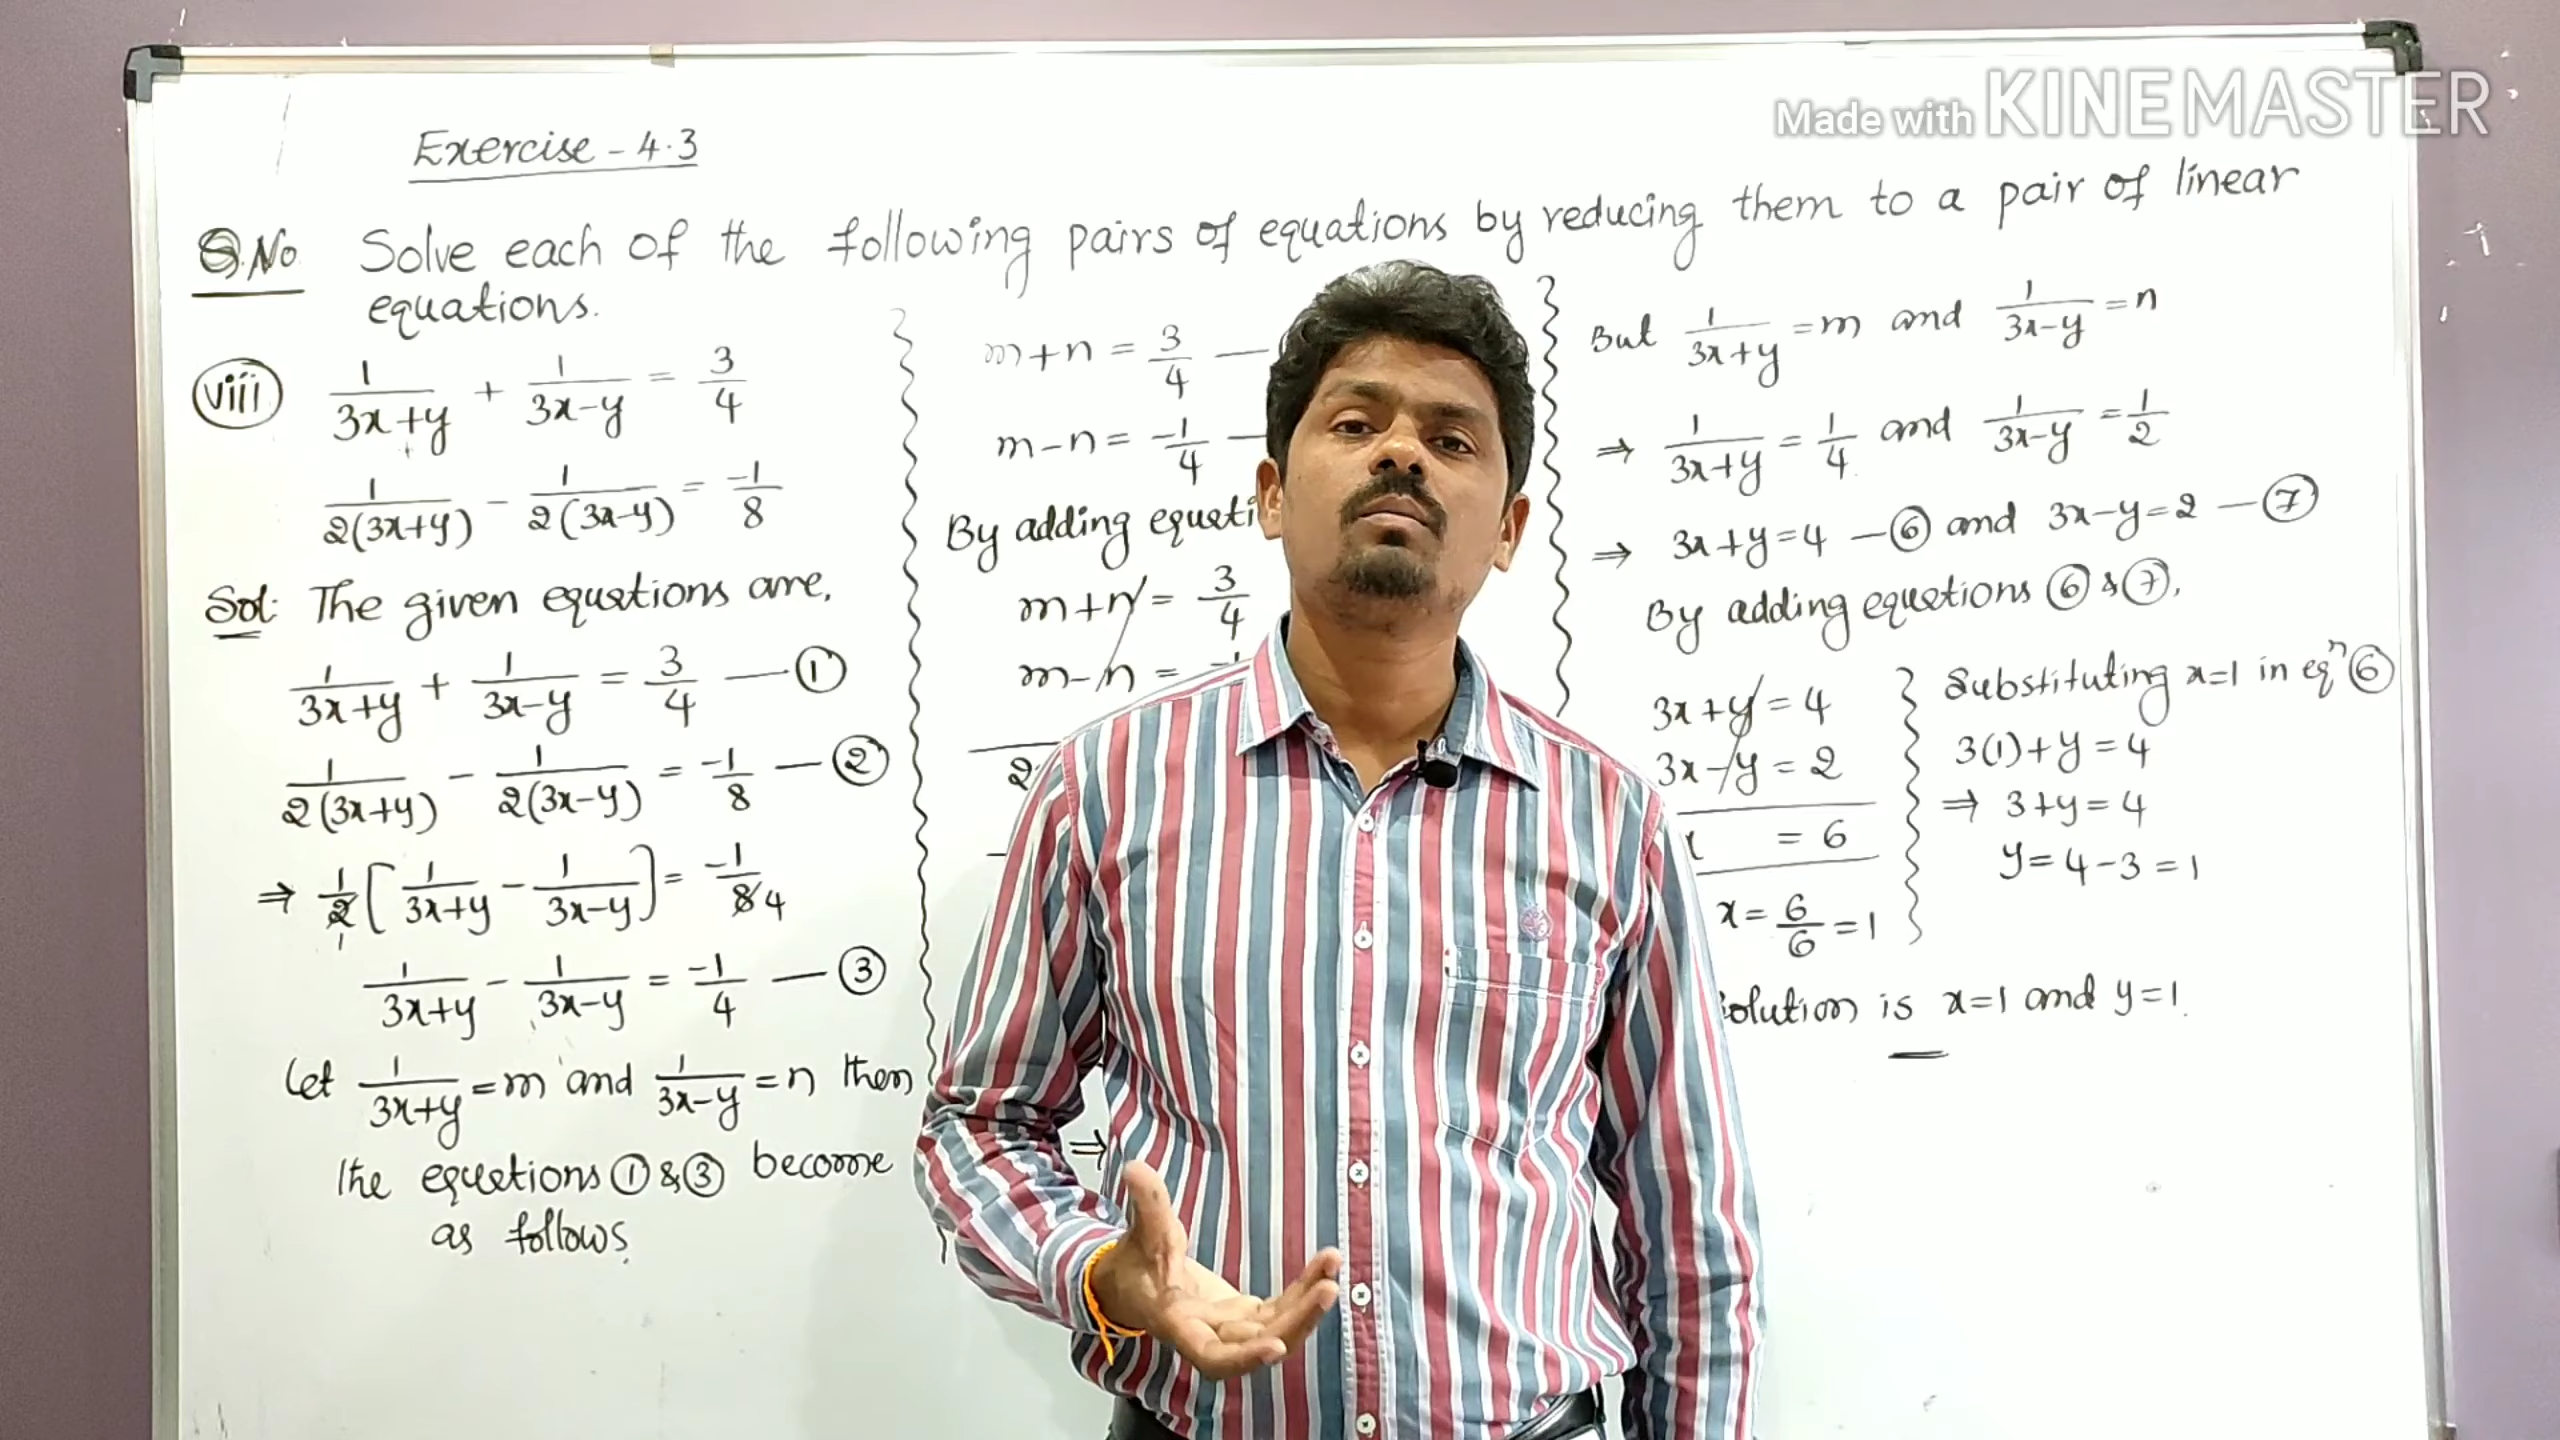 Made with KINEMASTER
Exercise - 4.3
Q.No Solve each of the following pairs of equations by reducing them to a pair of linear
equations.
(viii) 1/(3x+y) + 1/(3x-y) = 3/4
1/2(3x+y) - 1/2(3x-y) = -1/8
Sol: The given equations are,
1/(3x+y) + 1/(3x-y) = 3/4 — ①
1/2(3x+y) - 1/2(3x-y) = -1/8 — ②
⇒ 1/2 [1/(3x+y) - 1/(3x-y)] = -1/8 4
1/(3x+y) - 1/(3x-y) = -1/4 — ③
Let 1/(3x+y) = m and 1/(3x-y) = n then
the equations ① & ③ become
as follows.
m+n = 3/4 —
m-n = -1/4 —
By adding
m+n = 3/4
m-n =
2
⇒
But 1/(3x+y) = m and 1/(3x-y) = n
⇒ 1/(3x+y) = 1/4 and 1/(3x-y) = 1/2
⇒ 3x+y=4 — ⑥ and 3x-y=2 — ⑦
By adding equations ⑥ & ⑦,
3x+y = 4
3x-y = 2
= 6
x = 6/6 = 1
Substituting x=1 in eqⁿ ⑥
3(1)+y = 4
⇒ 3+y = 4
y = 4-3 = 1
solution is x=1 and y=1.